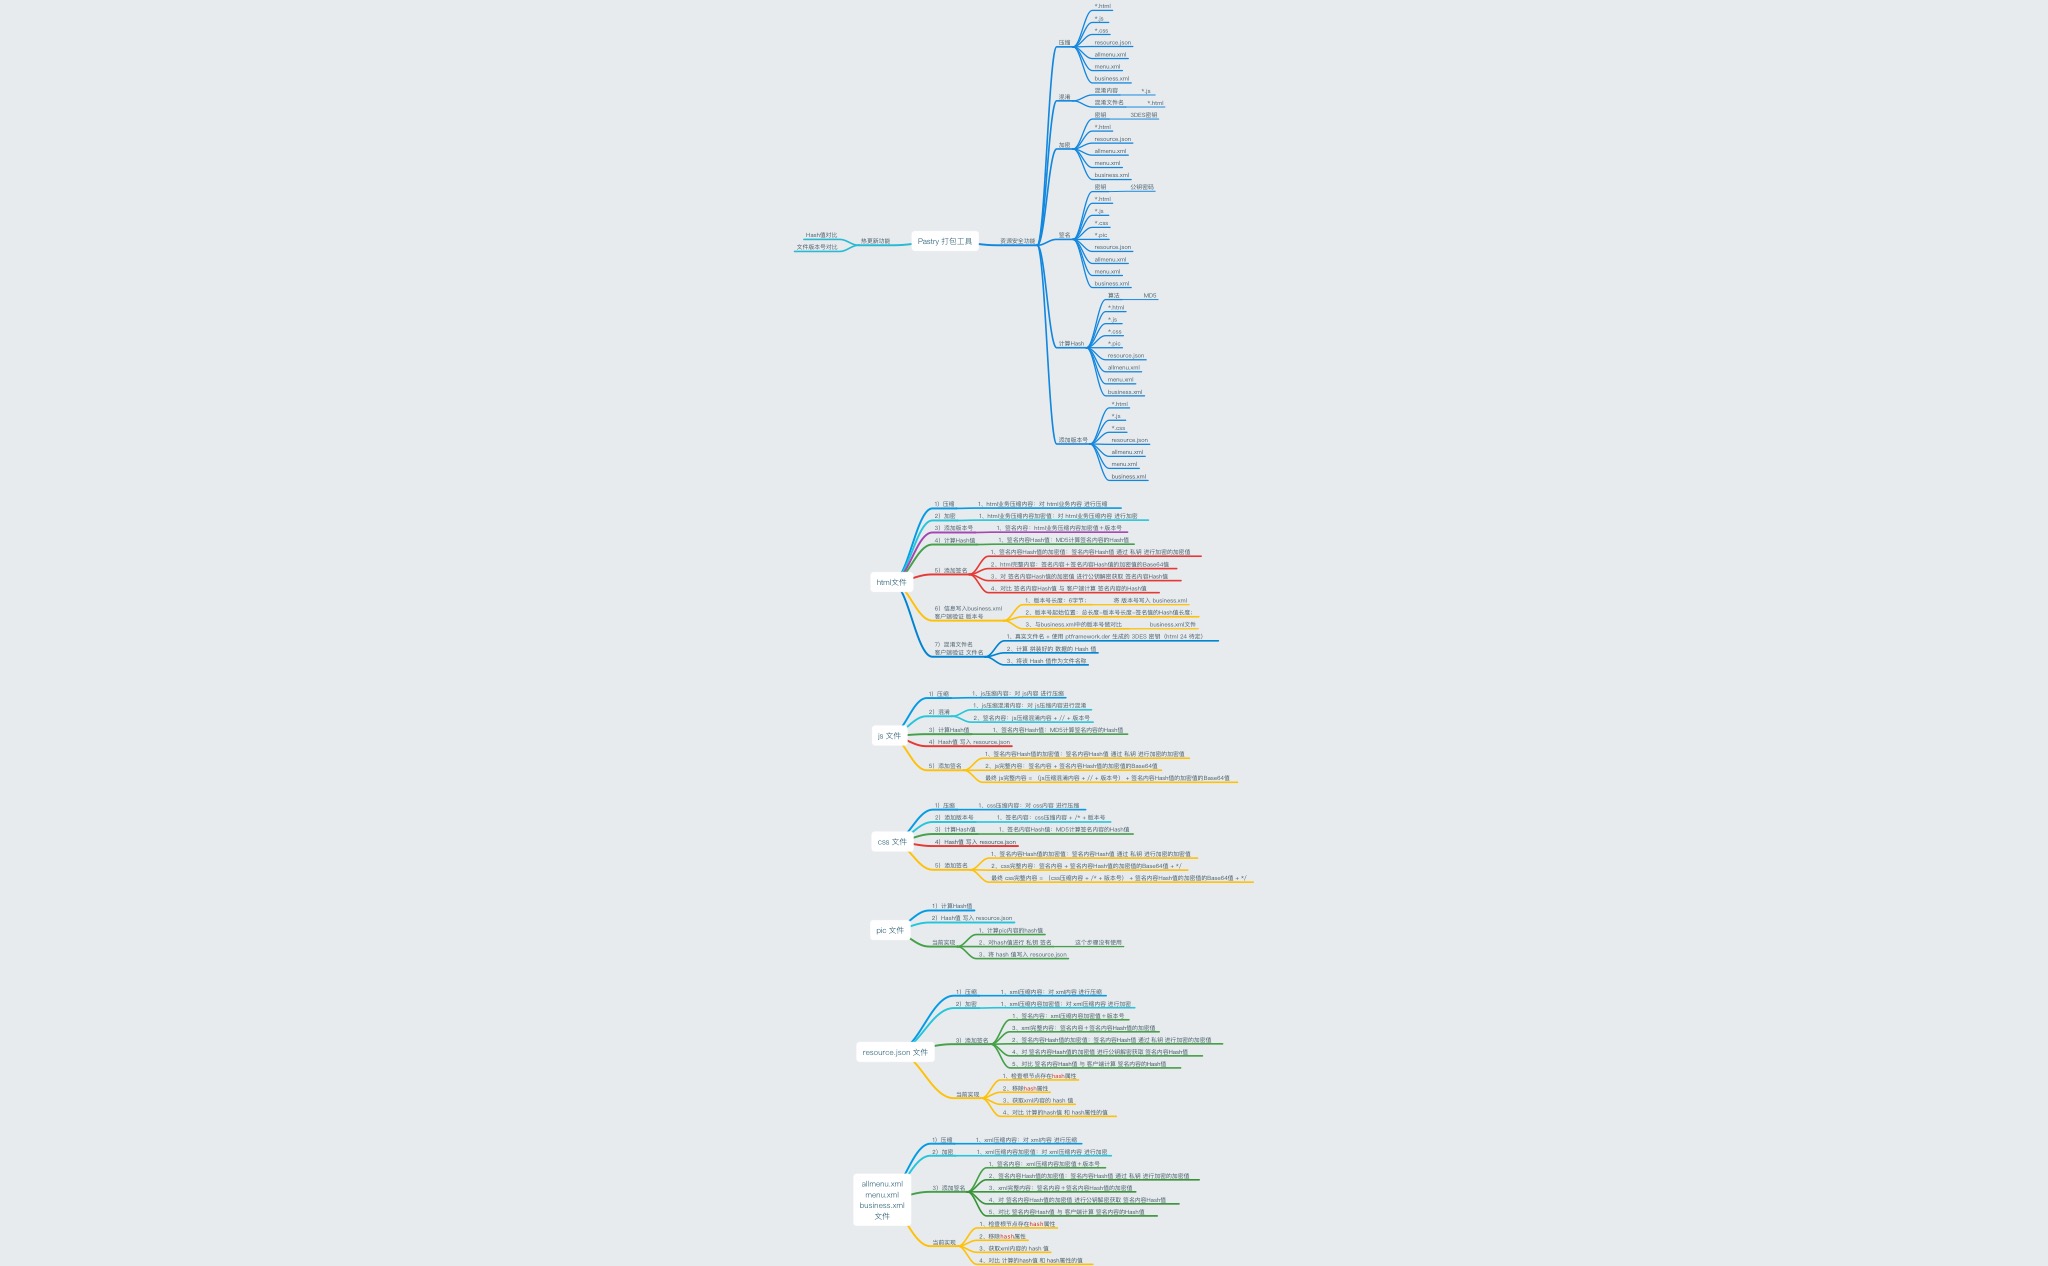 Pastry 打包工具
热更新功能
Hash值对比
文件版本号对比
资源安全功能
压缩
*.html
*.js
*.css
resource.json
allmenu.xml
menu.xml
business.xml
混淆
混淆内容 *.js
混淆文件名 *.html
加密
密钥 3DES密钥
*.html
resource.json
allmenu.xml
menu.xml
business.xml
签名
密钥 公钥密码
*.html
*.js
*.css
*.pic
resource.json
allmenu.xml
menu.xml
business.xml
计算Hash
算法 MD5
*.html
*.js
*.css
*.pic
resource.json
allmenu.xml
menu.xml
business.xml
添加版本号
*.html
*.js
*.css
resource.json
allmenu.xml
menu.xml
business.xml
html文件
1）压缩 1、html业务压缩内容：对 html业务内容 进行压缩
2）加密 1、html业务压缩内容加密值：对 html业务压缩内容 进行加密
3）添加版本号 1、签名内容：html业务压缩内容加密值＋版本号
4）计算Hash值 1、签名内容Hash值：MD5计算签名内容的Hash值
5）添加签名
1、签名内容Hash值的加密值：签名内容Hash值 通过 私钥 进行加密的加密值
2、html完整内容：签名内容＋签名内容Hash值的加密值的Base64值
3、对 签名内容Hash值的加密值 进行公钥解密获取 签名内容Hash值
4、对比 签名内容Hash值 与 客户端计算 签名内容的Hash值
6）信息写入business.xml
客户端验证 版本号
1、版本号长度：6字节； 将 版本号写入 business.xml
2、版本号起始位置：总长度-版本号长度-签名值的Hash值长度；
3、与business.xml中的版本号做对比 business.xml文件
7）混淆文件名
客户端验证 文件名
1、真实文件名 + 使用 ptframework.der 生成的 3DES 密钥（html 24 待定）
2、计算 拼装好的 数据的 Hash 值
3、将该 Hash 值作为文件名称
js 文件
1）压缩 1、js压缩内容：对 js内容 进行压缩
2）混淆
1、js压缩混淆内容：对 js压缩内容进行混淆
2、签名内容：js压缩混淆内容 + // + 版本号
3）计算Hash值 1、签名内容Hash值：MD5计算签名内容的Hash值
4）Hash值 写入 resource.json
5）添加签名
1、签名内容Hash值的加密值：签名内容Hash值 通过 私钥 进行加密的加密值
2、js完整内容：签名内容 + 签名内容Hash值的加密值的Base64值
最终 js完整内容 =（js压缩混淆内容 + // + 版本号） + 签名内容Hash值的加密值的Base64值
css 文件
1）压缩 1、css压缩内容：对 css内容 进行压缩
2）添加版本号 1、签名内容：css压缩内容 + /* + 版本号
3）计算Hash值 1、签名内容Hash值：MD5计算签名内容的Hash值
4）Hash值 写入 resource.json
5）添加签名
1、签名内容Hash值的加密值：签名内容Hash值 通过 私钥 进行加密的加密值
2、css完整内容：签名内容 + 签名内容Hash值的加密值的Base64值 + */
最终 css完整内容 =（css压缩内容 + /* + 版本号） + 签名内容Hash值的加密值的Base64值 + */
pic 文件
1）计算Hash值
2）Hash值 写入 resource.json
当前实现
1、计算pic内容的hash值
2、对hash值进行 私钥 签名 这个步骤没有使用
3、将 hash 值写入 resource.json
resource.json 文件
1）压缩 1、xml压缩内容：对 xml内容 进行压缩
2）加密 1、xml压缩内容加密值：对 xml压缩内容 进行加密
3）添加签名
1、签名内容：xml压缩内容加密值＋版本号
3、xml完整内容：签名内容＋签名内容Hash值的加密值
2、签名内容Hash值的加密值：签名内容Hash值 通过 私钥 进行加密的加密值
4、对 签名内容Hash值的加密值 进行公钥解密获取 签名内容Hash值
5、对比 签名内容Hash值 与 客户端计算 签名内容的Hash值
当前实现
1、检查根节点存在hash属性
2、移除hash属性
3、获取xml内容的 hash 值
4、对比 计算的hash值 和 hash属性的值
allmenu.xml
menu.xml
business.xml
文件
1）压缩 1、xml压缩内容：对 xml内容 进行压缩
2）加密 1、xml压缩内容加密值：对 xml压缩内容 进行加密
3）添加签名
1、签名内容：xml压缩内容加密值＋版本号
2、签名内容Hash值的加密值：签名内容Hash值 通过 私钥 进行加密的加密值
3、xml完整内容：签名内容＋签名内容Hash值的加密值
4、对 签名内容Hash值的加密值 进行公钥解密获取 签名内容Hash值
5、对比 签名内容Hash值 与 客户端计算 签名内容的Hash值
当前实现
1、检查根节点存在hash属性
2、移除hash属性
3、获取xml内容的 hash 值
4、对比 计算的hash值 和 hash属性的值